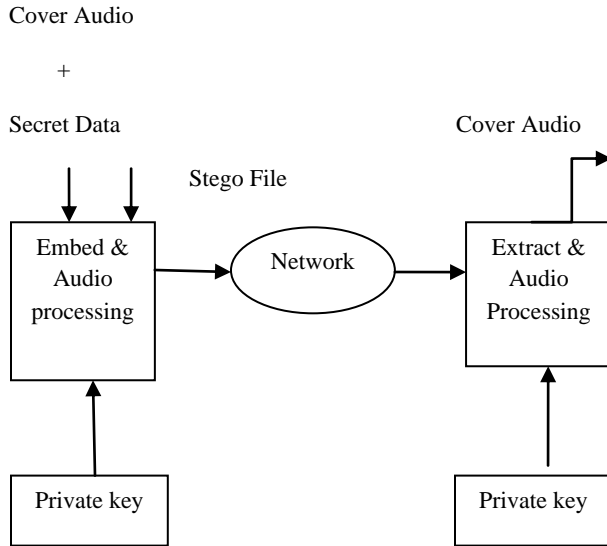 Cover Audio
+
Secret Data
Cover Audio
Stego File
Embed &
Audio
processing
Network
Extract &
Audio
Processing
Private key
Private key